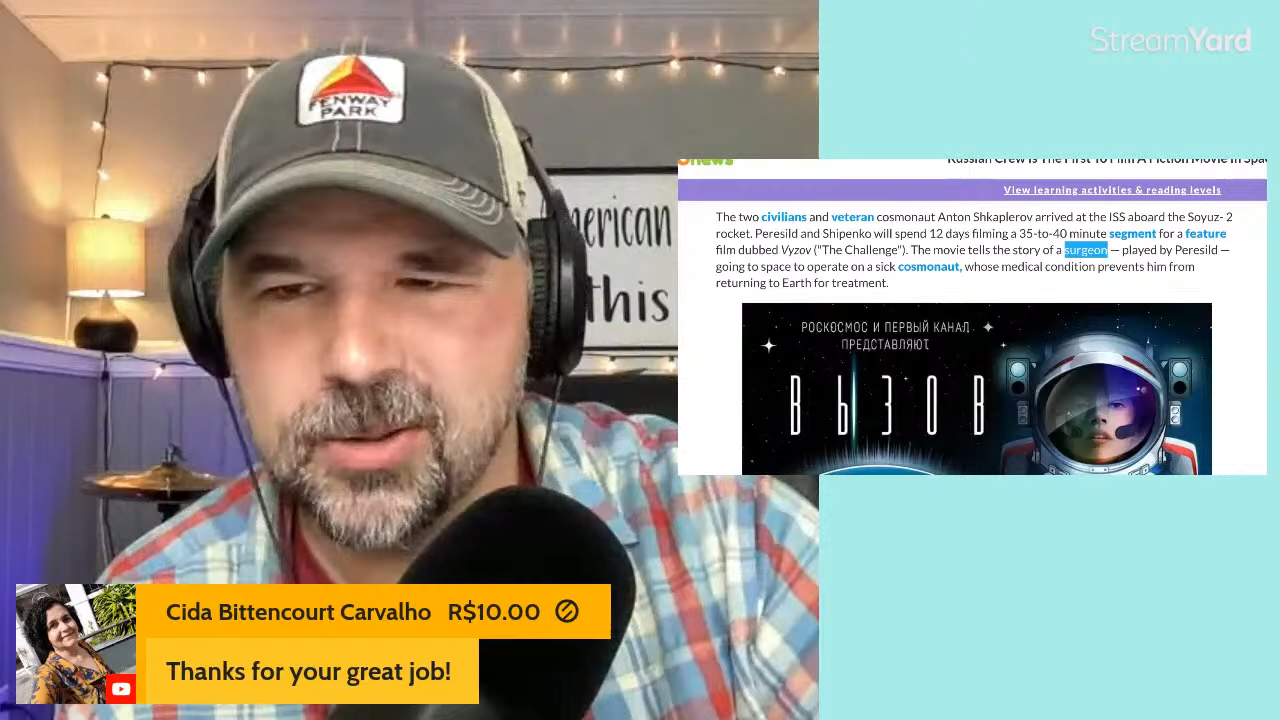 StreamYard
FENWAY
PARK
merican
this
news
Russian Crew Is The First To Film A Fiction Movie In Spac
View learning activities & reading levels
The two civilians and veteran cosmonaut Anton Shkaplerov arrived at the ISS aboard the Soyuz- 2
rocket. Peresild and Shipenko will spend 12 days filming a 35-to-40 minute segment for a feature
film dubbed Vyzov ("The Challenge"). The movie tells the story of a surgeon — played by Peresild —
going to space to operate on a sick cosmonaut, whose medical condition prevents him from
returning to Earth for treatment.
РОСКОСМОС И ПЕРВЫЙ КАНАЛ
ПРЕДСТАВЛЯЮТ
ВЫЗОВ
Cida Bittencourt Carvalho R$10.00
Thanks for your great job!